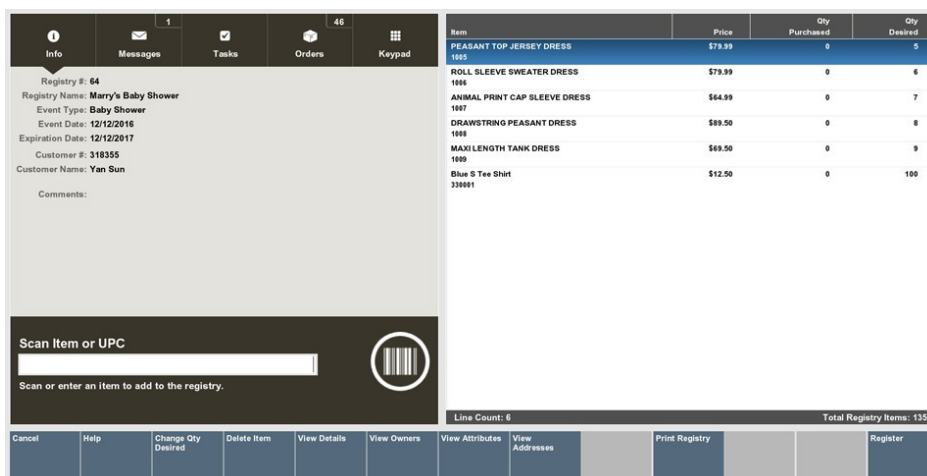 1
46
Info
Messages
Tasks
Orders
Keypad
Registry #: 64
Registry Name: Marry's Baby Shower
Event Type: Baby Shower
Event Date: 12/12/2016
Expiration Date: 12/12/2017
Customer #: 318355
Customer Name: Yan Sun
Comments:
Scan Item or UPC
Scan or enter an item to add to the registry.
Item Price Qty Purchased Qty Desired
PEASANT TOP JERSEY DRESS $79.99 0 5
1005
ROLL SLEEVE SWEATER DRESS $79.99 0 6
1006
ANIMAL PRINT CAP SLEEVE DRESS $64.99 0 7
1007
DRAWSTRING PEASANT DRESS $89.50 0 8
1008
MAXI LENGTH TANK DRESS $69.50 0 9
1009
Blue S Tee Shirt $12.50 0 100
330001
Line Count: 6 Total Registry Items: 135
Cancel
Help
Change Qty
Desired
Delete Item
View Details
View Owners
View Attributes
View
Addresses
Print Registry
Register